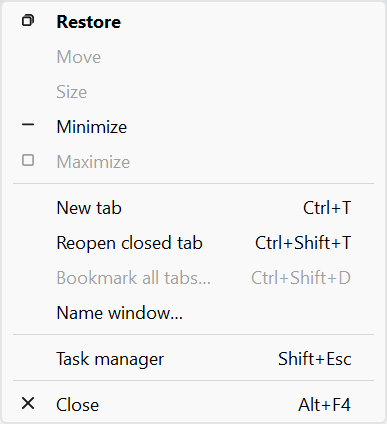 Restore
Move
Size
Minimize
Maximize
New tab Ctrl+T
Reopen closed tab Ctrl+Shift+T
Bookmark all tabs... Ctrl+Shift+D
Name window...
Task manager Shift+Esc
Close Alt+F4